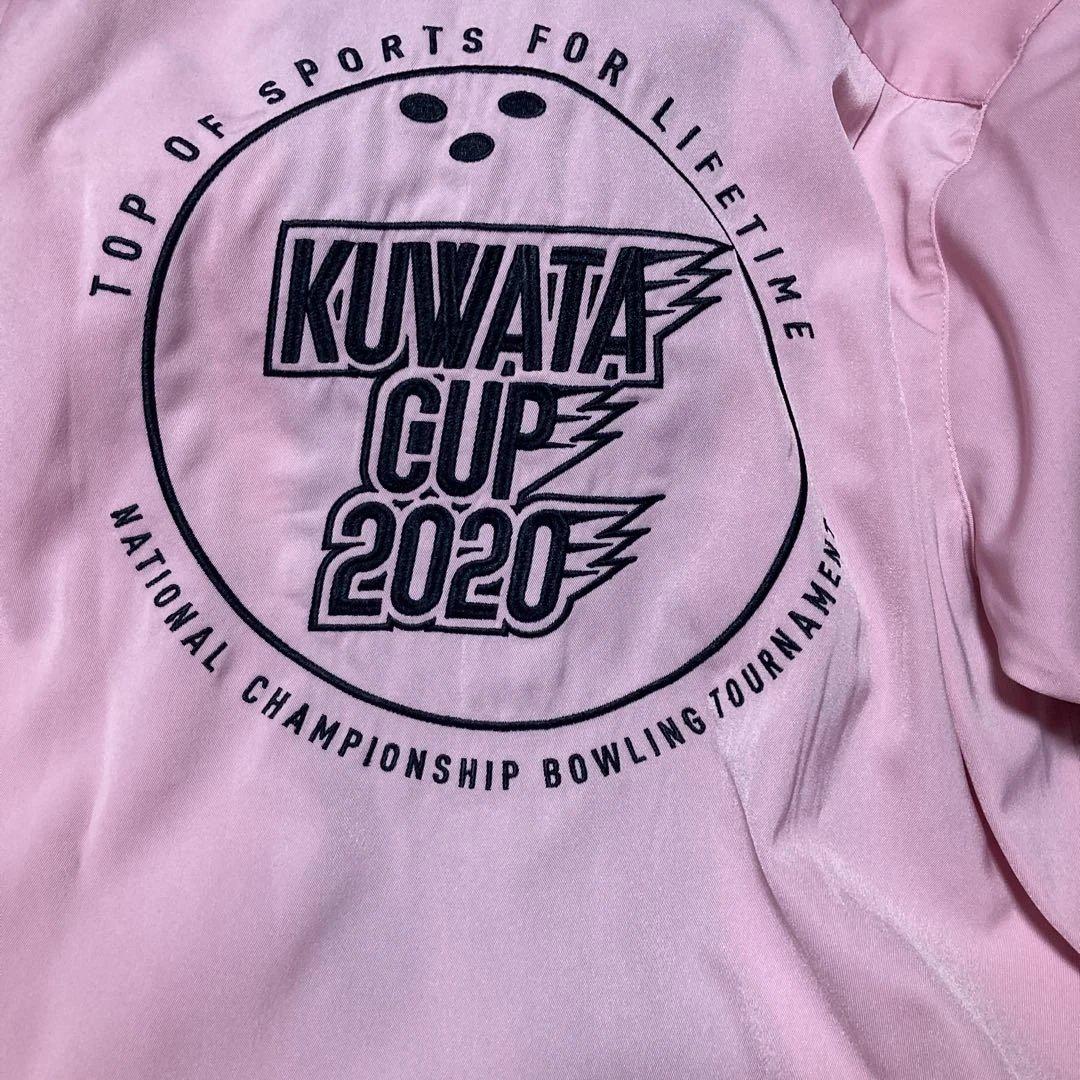 TOP OF SPORTS FOR LIFETIME
KUWATA
CUP
2020
NATIONAL CHAMPIONSHIP BOWLING TOURNAMENT